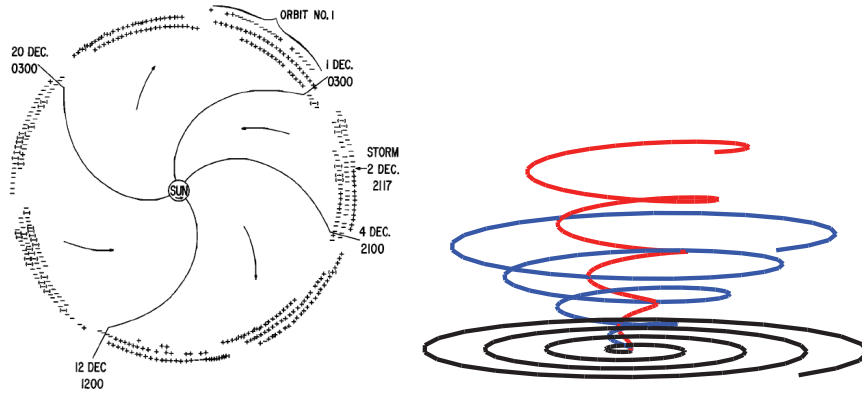 ORBIT NO.1
20 DEC.
0300
1 DEC.
0300
STORM
2 DEC.
2117
SUN
4 DEC.
2100
12 DEC
1200